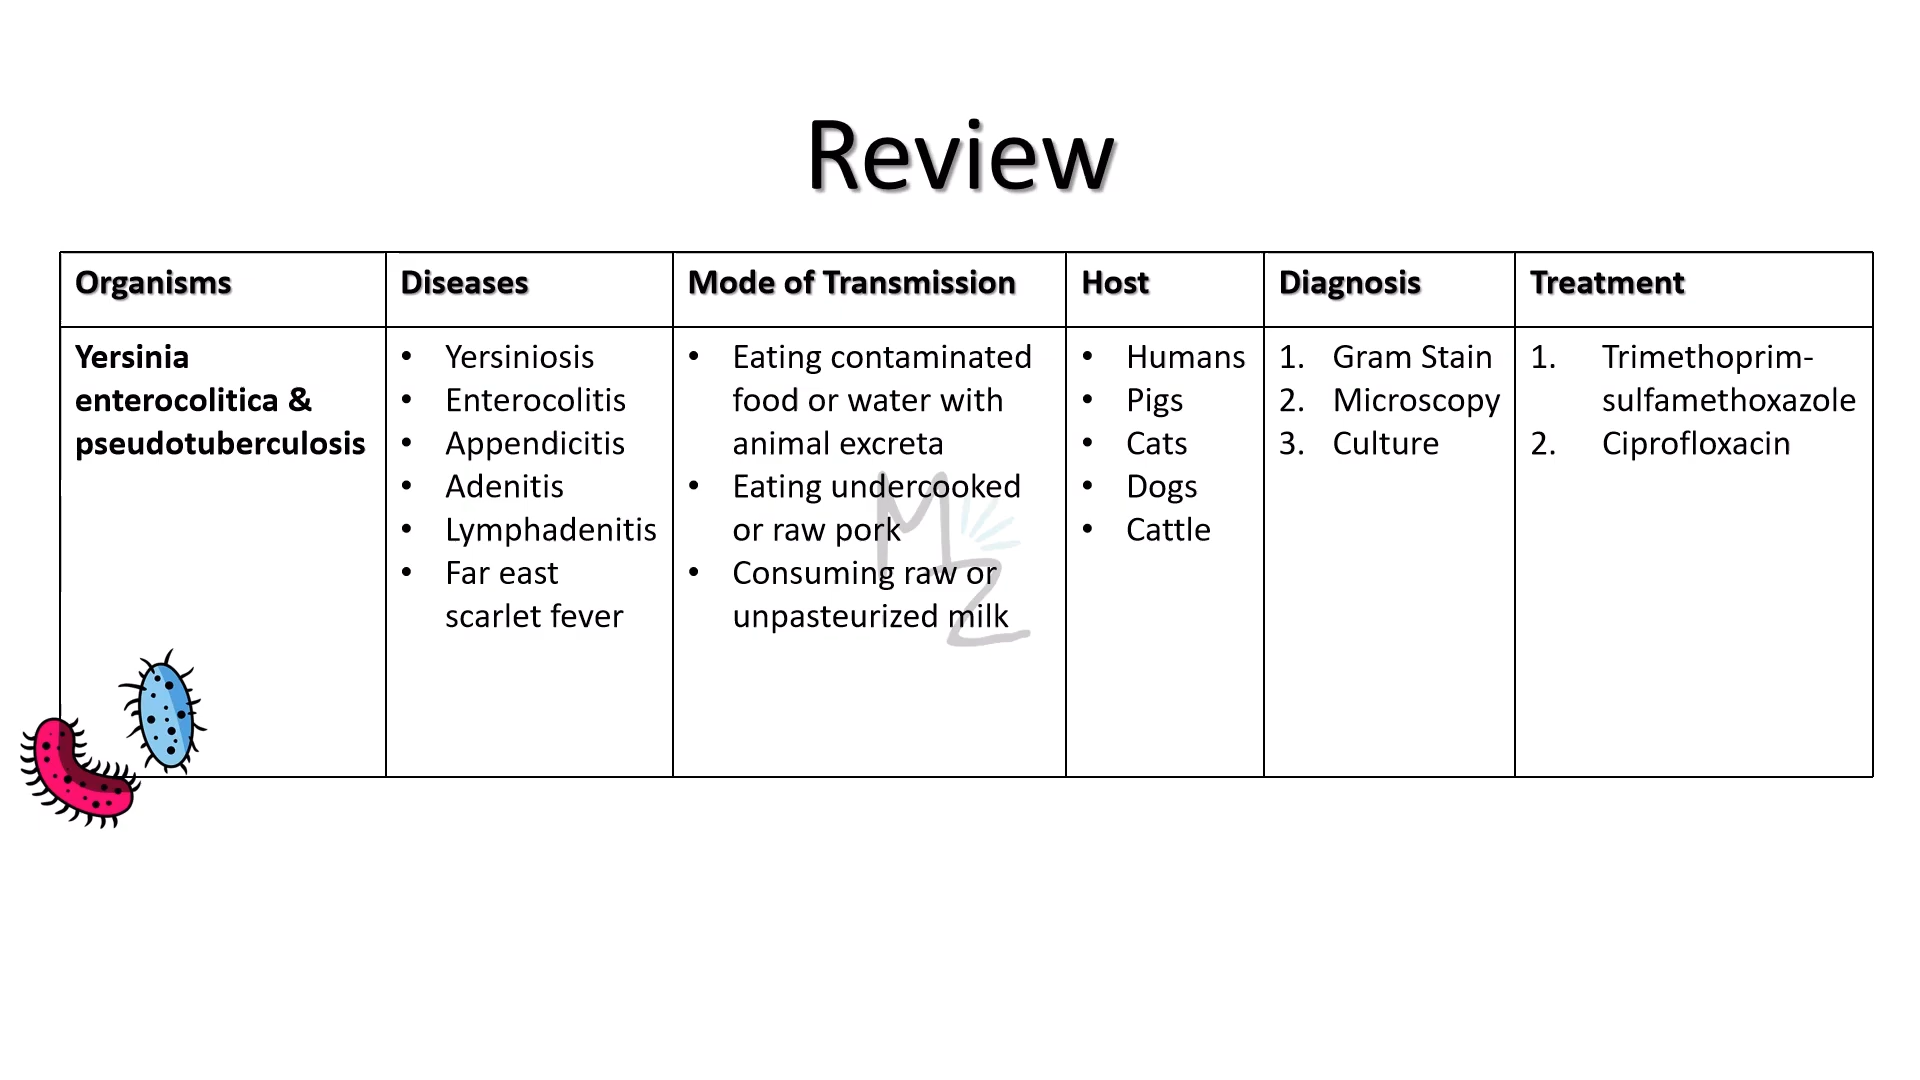 Review
Organisms
Diseases
Mode of Transmission
Host
Diagnosis
Treatment
Yersinia
enterocolitica &
pseudotuberculosis
• Yersiniosis
• Enterocolitis
• Appendicitis
• Adenitis
• Lymphadenitis
• Far east
scarlet fever
• Eating contaminated
food or water with
animal excreta
• Eating undercooked
or raw pork
• Consuming raw or
unpasteurized milk
• Humans
• Pigs
• Cats
• Dogs
• Cattle
1. Gram Stain
2. Microscopy
3. Culture
1. Trimethoprim-
sulfamethoxazole
2. Ciprofloxacin
MZ